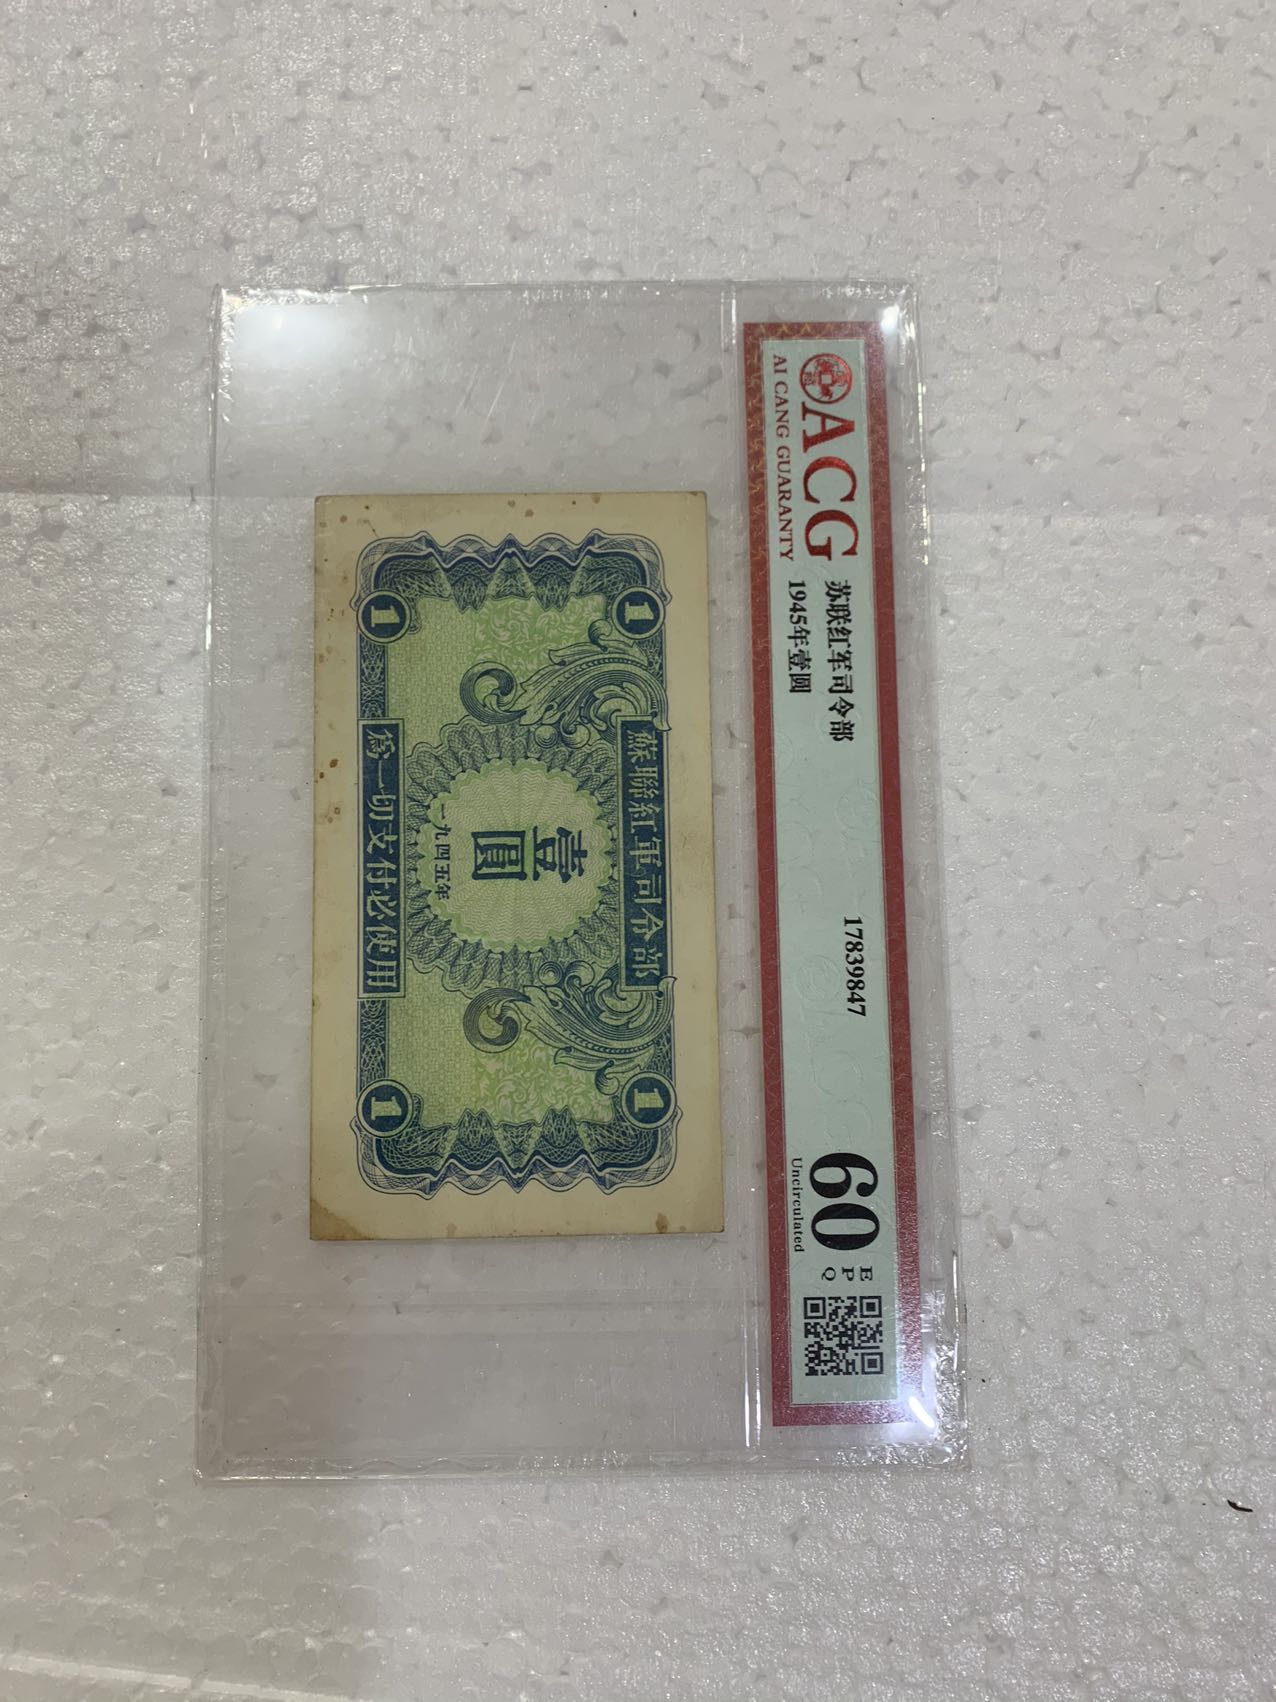 ACG
AI CANG GUARANTY
苏联红军司令部
1945年壹圆
17839847
60
Uncirculated
E
P
Q
1
1
蘇聯紅軍司令部
壹圓
一九四五年
為一切支付必使用
1
1